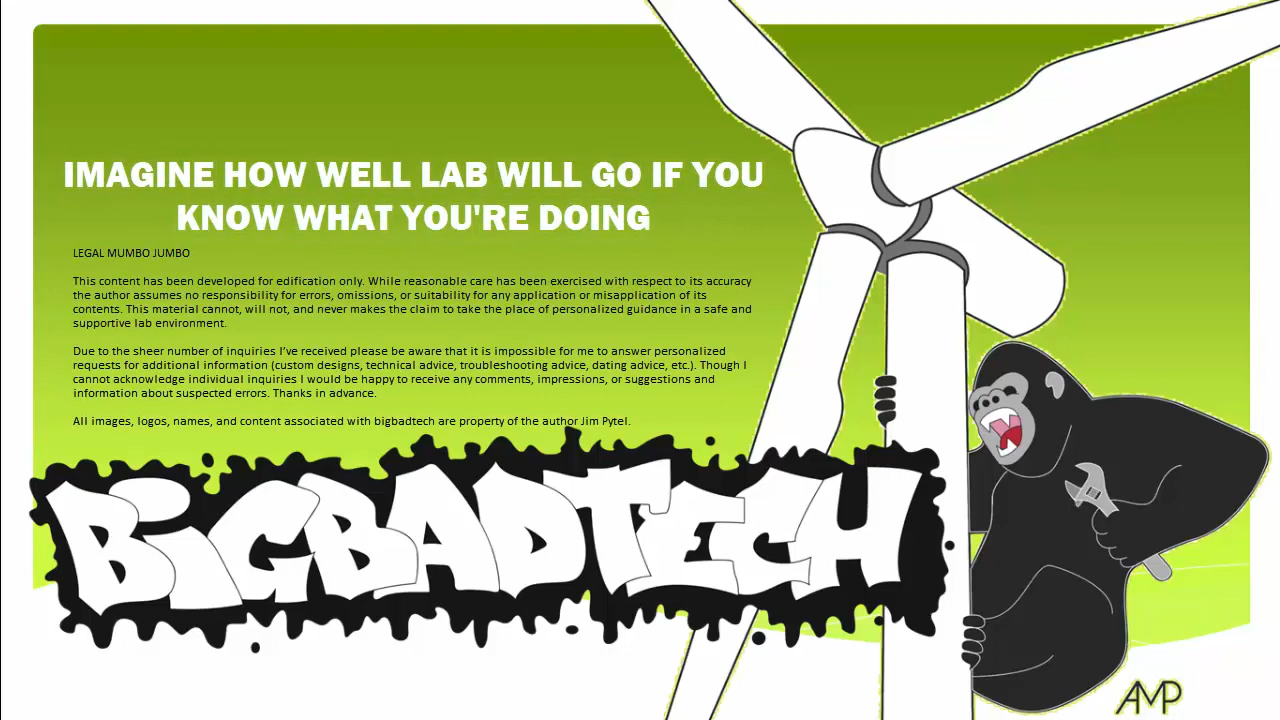 IMAGINE HOW WELL LAB WILL GO IF YOU
KNOW WHAT YOU'RE DOING
LEGAL MUMBO JUMBO
This content has been developed for edification only. While reasonable care has been exercised with respect to its accuracy
the author assumes no responsibility for errors, omissions, or suitability for any application or misapplication of its
contents. This material cannot, will not, and never makes the claim to take the place of personalized guidance in a safe and
supportive lab environment.
Due to the sheer number of inquiries I've received please be aware that it is impossible for me to answer personalized
requests for additional information (custom designs, technical advice, troubleshooting advice, dating advice, etc.). Though I
cannot acknowledge individual inquiries I would be happy to receive any comments, impressions, or suggestions and
information about suspected errors. Thanks in advance.
All images, logos, names, and content associated with bigbadtech are property of the author Jim Pytel.
BiGBADTECH
AMP